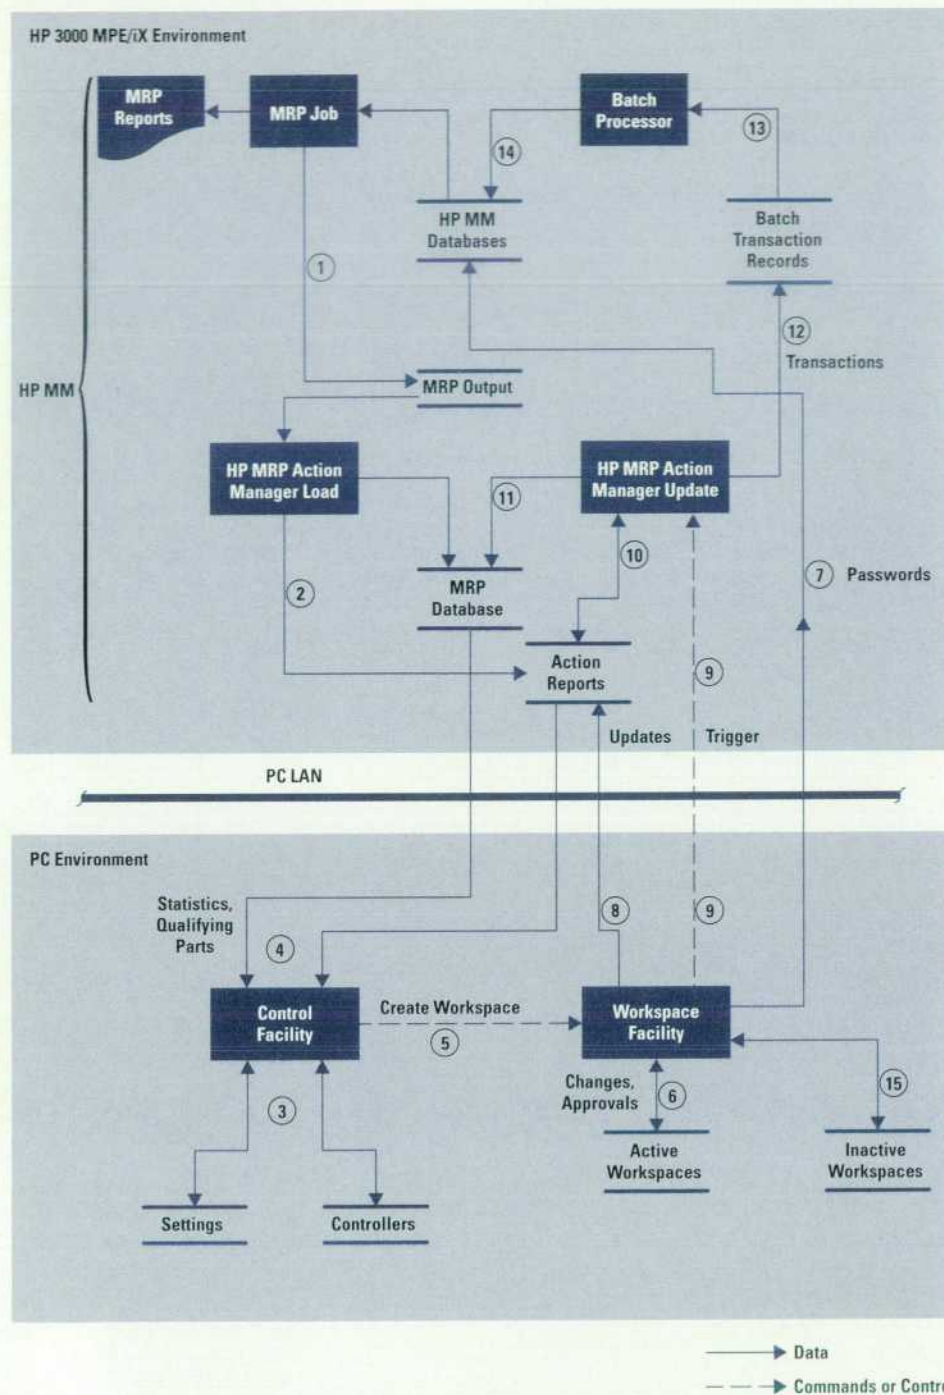 HP 3000 MPE/iX Environment
MRP
Reports
MRP Job
Batch
Processor
13
14
HP MM
Databases
Batch
Transaction
Records
1
12
Transactions
HP MM
MRP Output
HP MRP Action
Manager Load
HP MRP Action
Manager Update
11
10
2
MRP
Database
7
Passwords
Action
Reports
9
Updates
Trigger
PC LAN
PC Environment
Statistics,
Qualifying
Parts
4
8
9
Control
Facility
Create Workspace
5
Workspace
Facility
3
Changes,
Approvals
6
15
Active
Workspaces
Inactive
Workspaces
Settings
Controllers
Data
Commands or Contro